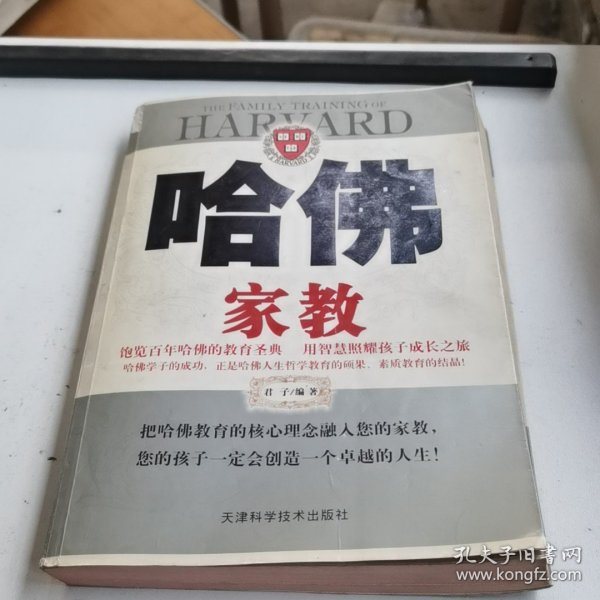 THE FAMILY TRAINING OF
HARVARD
HARVARD
哈佛
家教
饱览百年哈佛的教育圣典 用智慧照耀孩子成长之旅
哈佛学子的成功，正是哈佛人生哲学教育的硕果、素质教育的结晶！
君子/编著
把哈佛教育的核心理念融入您的家教，
您的孩子一定会创造一个卓越的人生！
天津科学技术出版社
孔夫子旧书网
www.kongfz.com